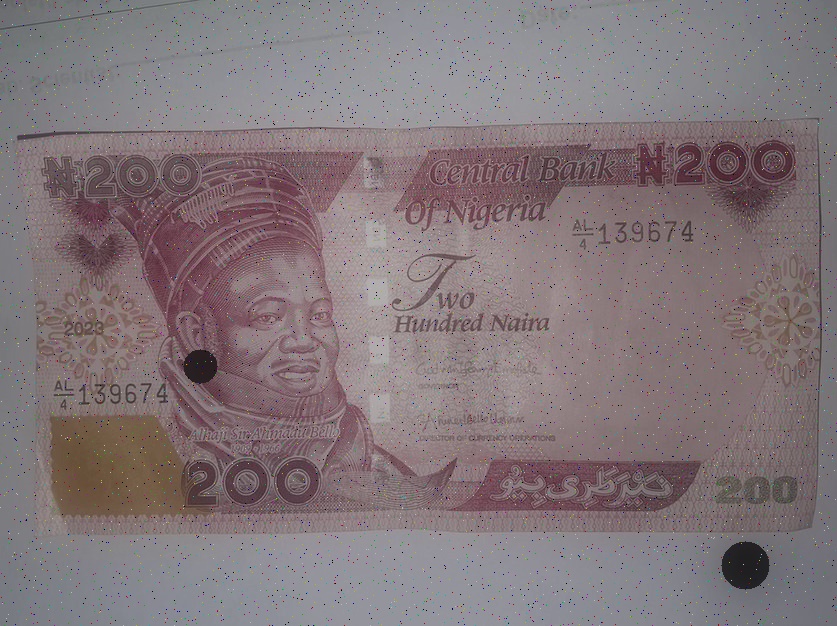 ₦200
Central Bank ₦200
Of Nigeria
AL/4 139674
Two
Hundred Naira
2023
GOVERNOR
AL/4 139674
Alhaji Sir Ahmadu Bello
DIRECTOR OF CURRENCY OPERATIONS
200
نَيْرَ طَرِى بِيُو
200
Date: